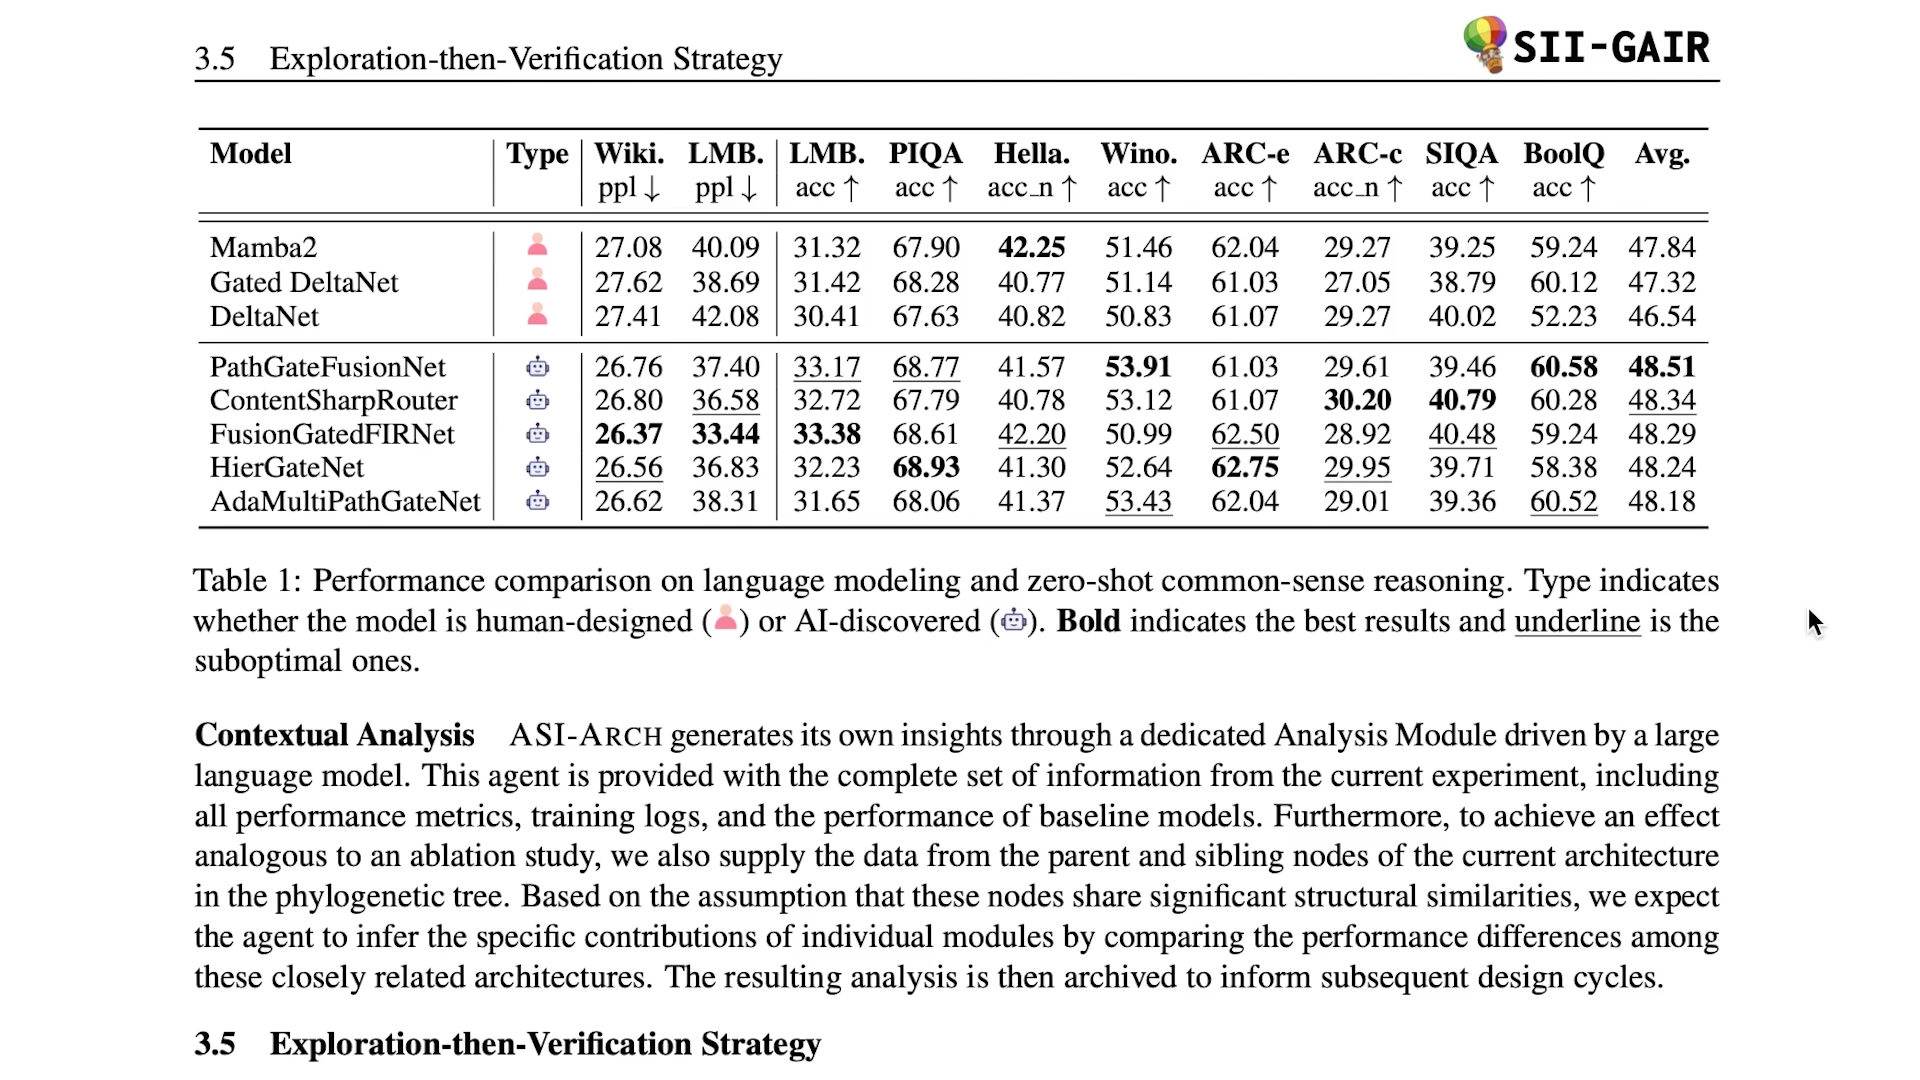 3.5 Exploration-then-Verification Strategy
SII-GAIR
Model Type Wiki. LMB. LMB. PIQA Hella. Wino. ARC-e ARC-c SIQA BoolQ Avg.
ppl ↓ ppl ↓ acc ↑ acc ↑ acc_n ↑ acc ↑ acc ↑ acc_n ↑ acc ↑ acc ↑
Mamba2 27.08 40.09 31.32 67.90 42.25 51.46 62.04 29.27 39.25 59.24 47.84
Gated DeltaNet 27.62 38.69 31.42 68.28 40.77 51.14 61.03 27.05 38.79 60.12 47.32
DeltaNet 27.41 42.08 30.41 67.63 40.82 50.83 61.07 29.27 40.02 52.23 46.54
PathGateFusionNet 26.76 37.40 33.17 68.77 41.57 53.91 61.03 29.61 39.46 60.58 48.51
ContentSharpRouter 26.80 36.58 32.72 67.79 40.78 53.12 61.07 30.20 40.79 60.28 48.34
FusionGatedFIRNet 26.37 33.44 33.38 68.61 42.20 50.99 62.50 28.92 40.48 59.24 48.29
HierGateNet 26.56 36.83 32.23 68.93 41.30 52.64 62.75 29.95 39.71 58.38 48.24
AdaMultiPathGateNet 26.62 38.31 31.65 68.06 41.37 53.43 62.04 29.01 39.36 60.52 48.18
Table 1: Performance comparison on language modeling and zero-shot common-sense reasoning. Type indicates
whether the model is human-designed ( ) or AI-discovered ( ). Bold indicates the best results and underline is the
suboptimal ones.
Contextual Analysis ASI-ARCH generates its own insights through a dedicated Analysis Module driven by a large
language model. This agent is provided with the complete set of information from the current experiment, including
all performance metrics, training logs, and the performance of baseline models. Furthermore, to achieve an effect
analogous to an ablation study, we also supply the data from the parent and sibling nodes of the current architecture
in the phylogenetic tree. Based on the assumption that these nodes share significant structural similarities, we expect
the agent to infer the specific contributions of individual modules by comparing the performance differences among
these closely related architectures. The resulting analysis is then archived to inform subsequent design cycles.
3.5 Exploration-then-Verification Strategy